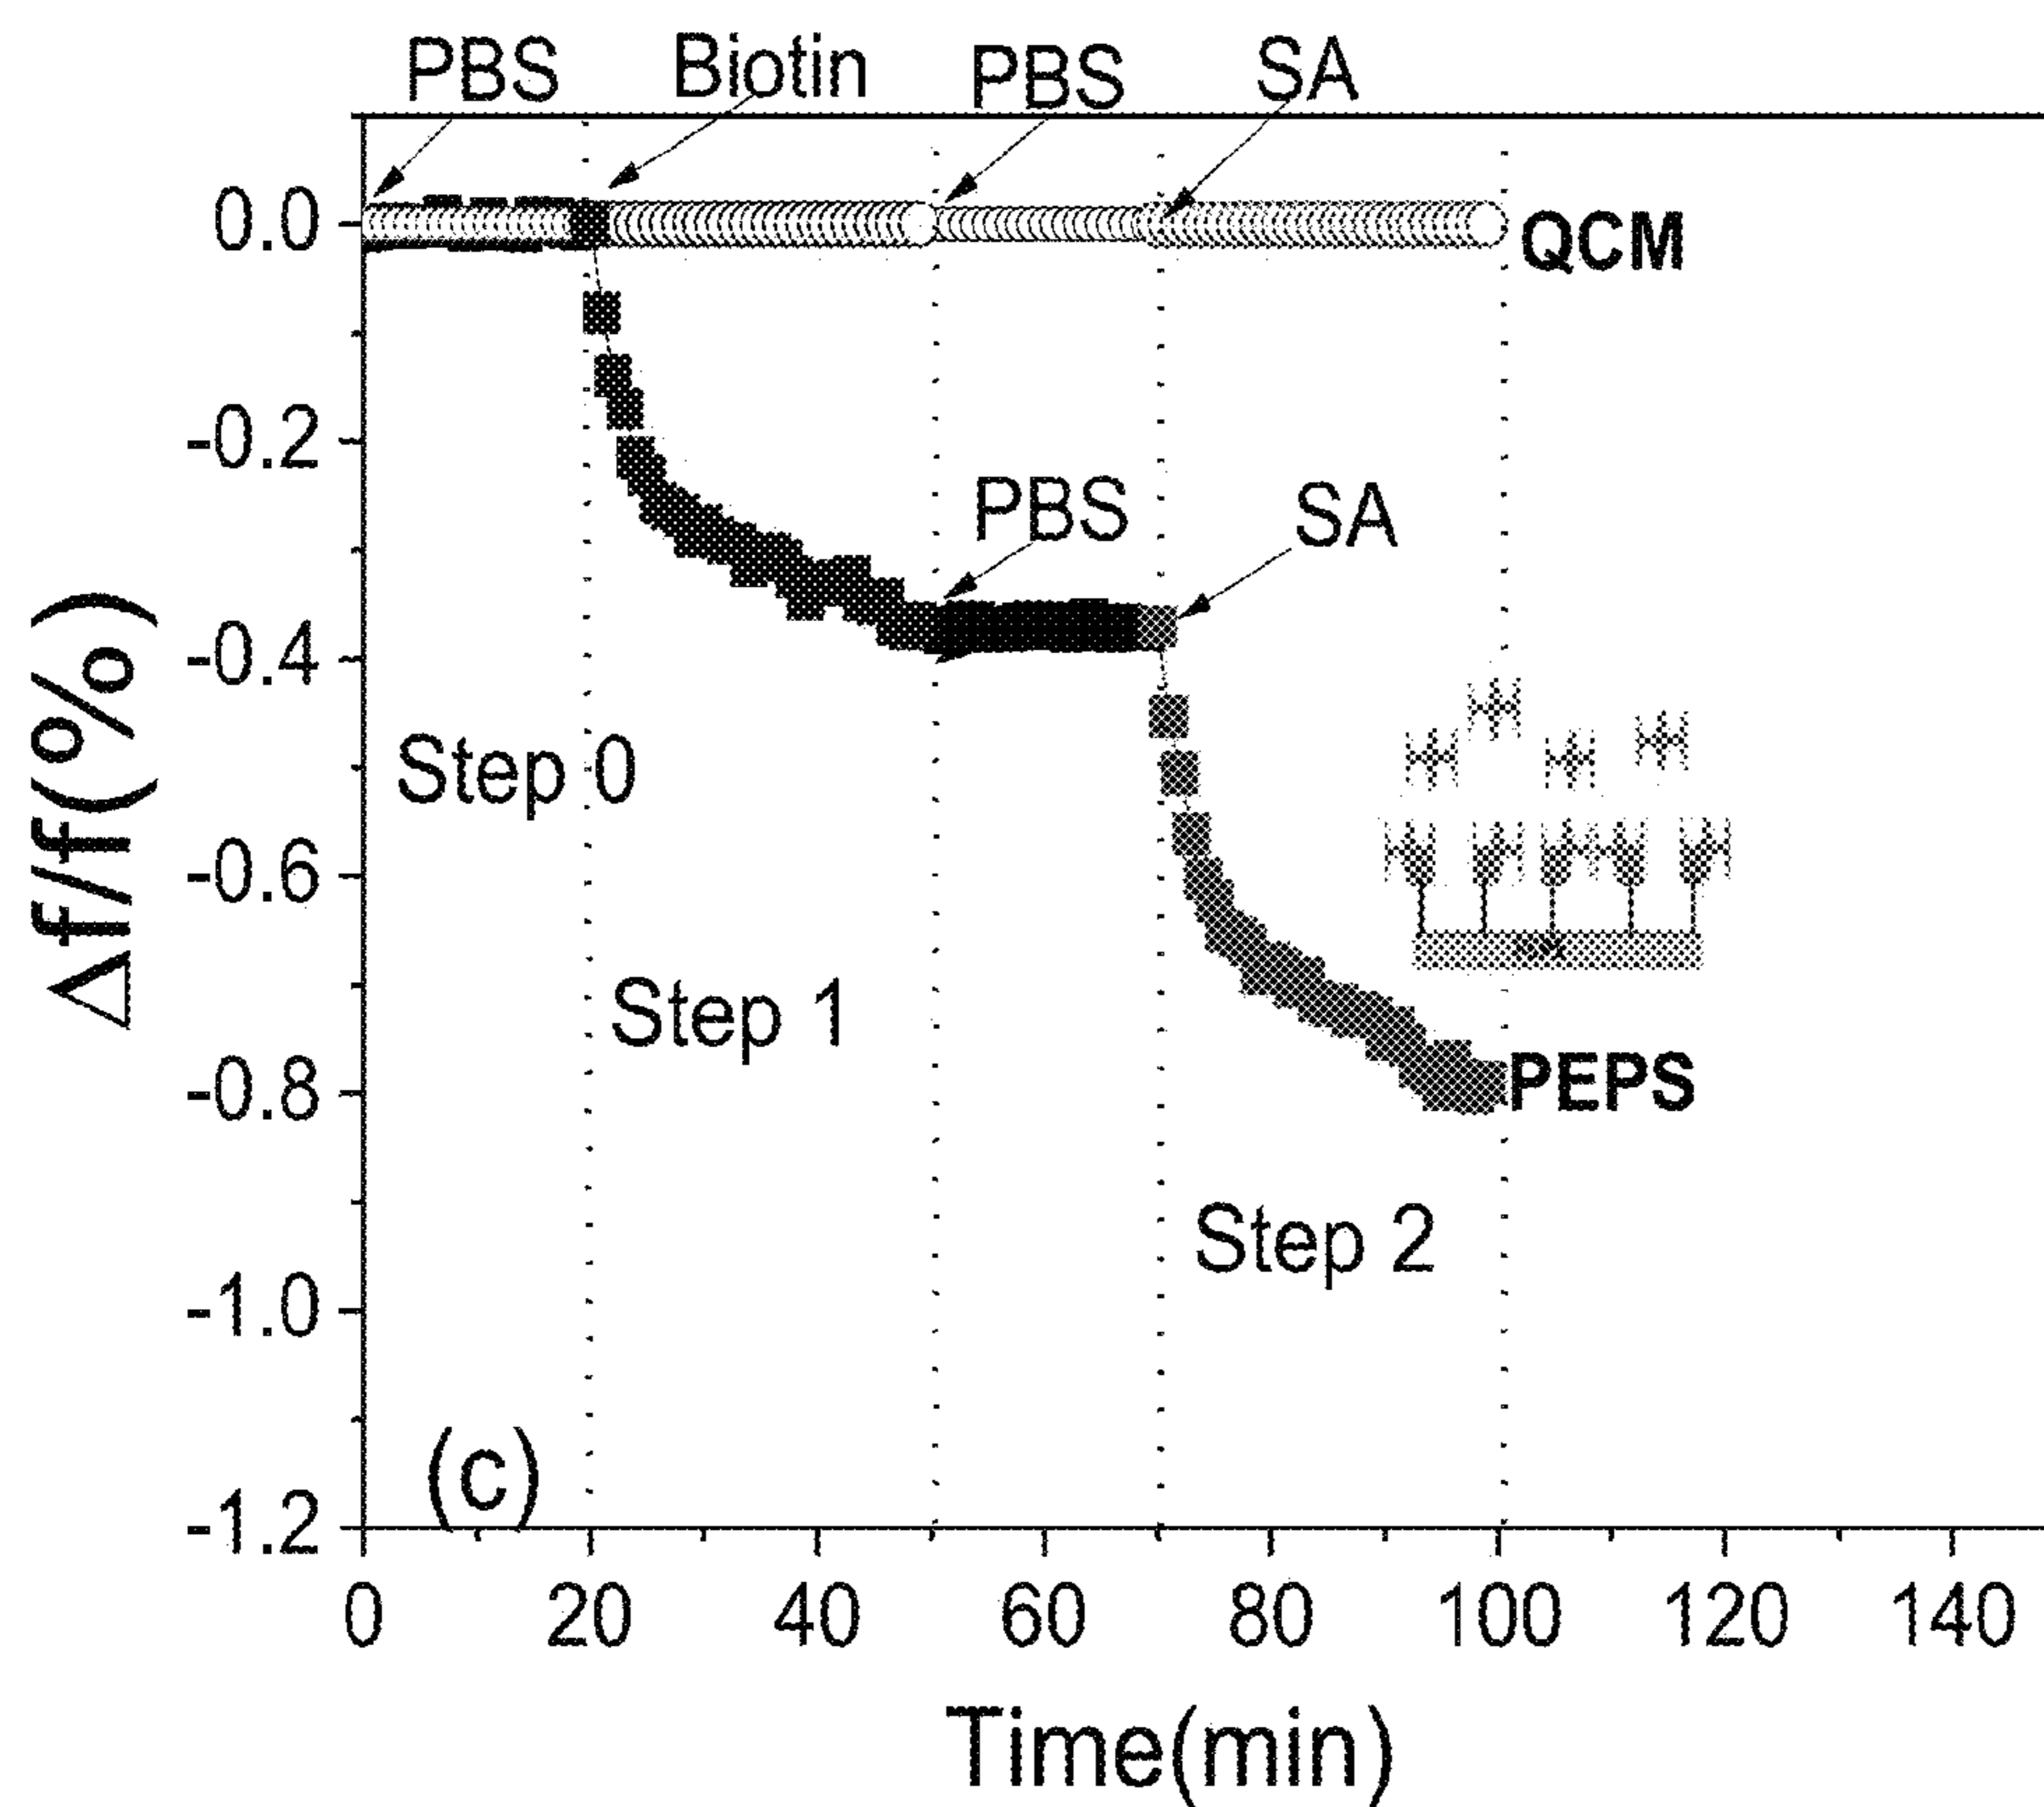 PBS Biotin PBS SA
0.0
QCM
-0.2
PBS SA
-0.4
Step 0
-0.6
Step 1
-0.8
PEPS
Step 2
-1.0
(c)
-1.2
0 20 40 60 80 100 120 140
Time(min)
Δf/f(%)